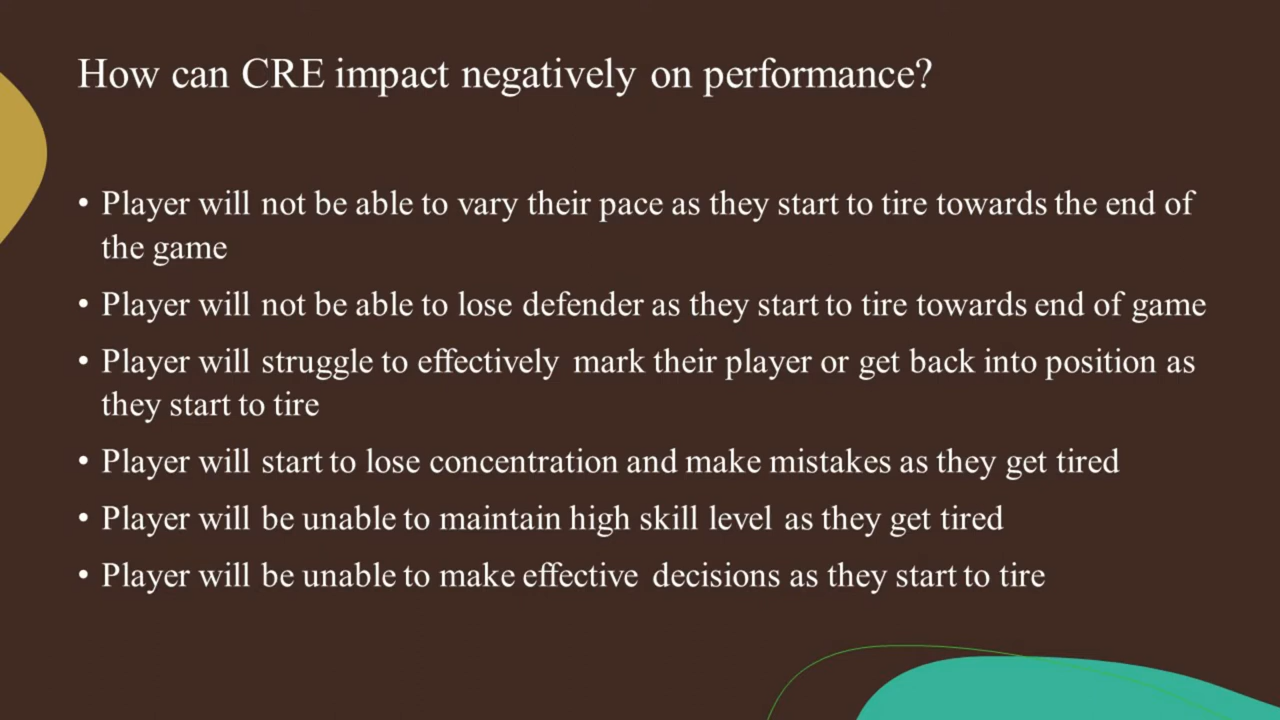 How can CRE impact negatively on performance?
• Player will not be able to vary their pace as they start to tire towards the end of
the game
• Player will not be able to lose defender as they start to tire towards end of game
• Player will struggle to effectively mark their player or get back into position as
they start to tire
• Player will start to lose concentration and make mistakes as they get tired
• Player will be unable to maintain high skill level as they get tired
• Player will be unable to make effective decisions as they start to tire